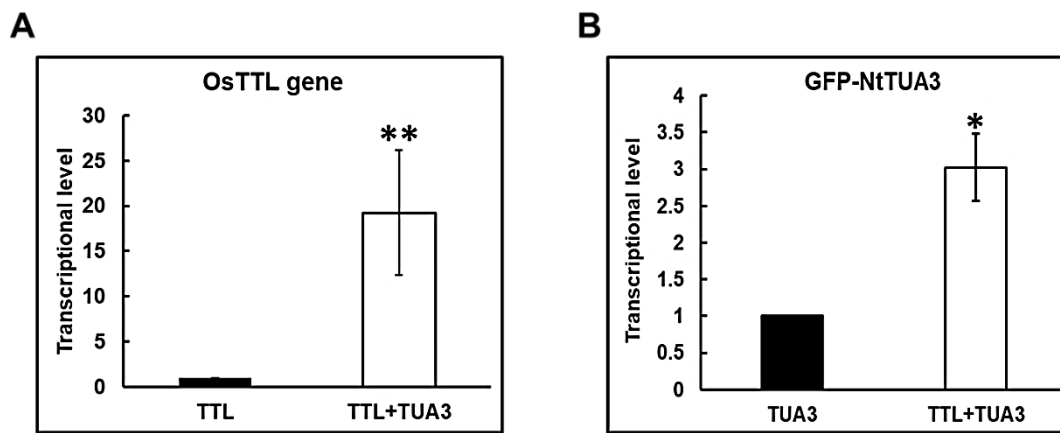 A
OsTTL gene
Transcriptional level
30
25
20
15
10
5
0
**
TTL
TTL+TUA3
B
GFP-NtTUA3
Transcriptional level
4
3.5
3
2.5
2
1.5
1
0.5
0
*
TUA3
TTL+TUA3